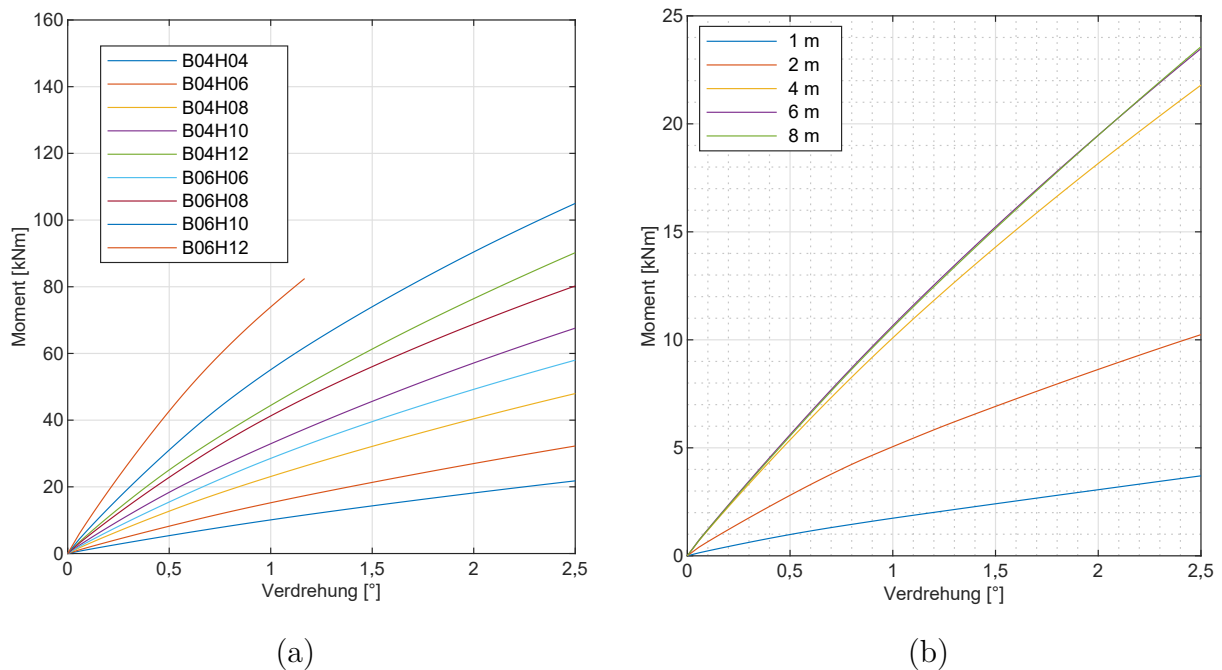 160
140
120
100
80
60
40
20
0
Moment [kNm]
B04H04
B04H06
B04H08
B04H10
B04H12
B06H06
B06H08
B06H10
B06H12
0 0,5 1 1,5 2 2,5
Verdrehung [°]
(a)
25
20
15
10
5
0
Moment [kNm]
1 m
2 m
4 m
6 m
8 m
0 0,5 1 1,5 2 2,5
Verdrehung [°]
(b)